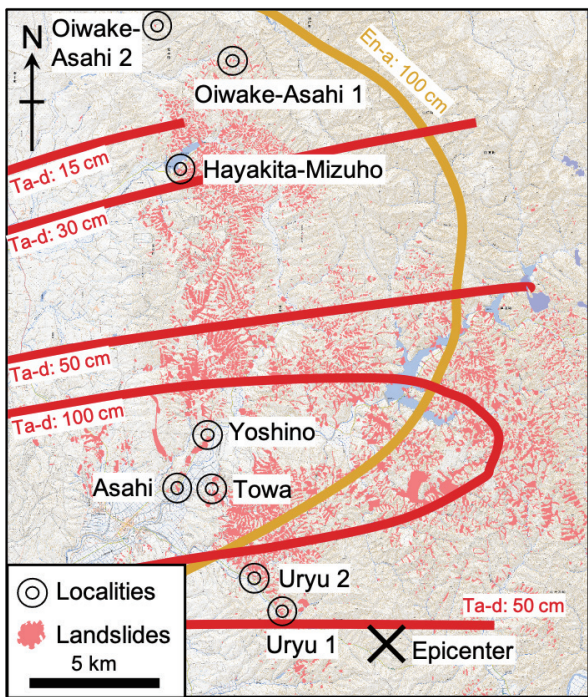 Oiwake-
Asahi 2
N
Oiwake-Asahi 1
En-a: 100 cm
Ta-d: 15 cm
Hayakita-Mizuho
Ta-d: 30 cm
Ta-d: 50 cm
Ta-d: 100 cm
Yoshino
Asahi
Towa
Uryu 2
Localities
Ta-d: 50 cm
Uryu 1
Landslides
Epicenter
5 km